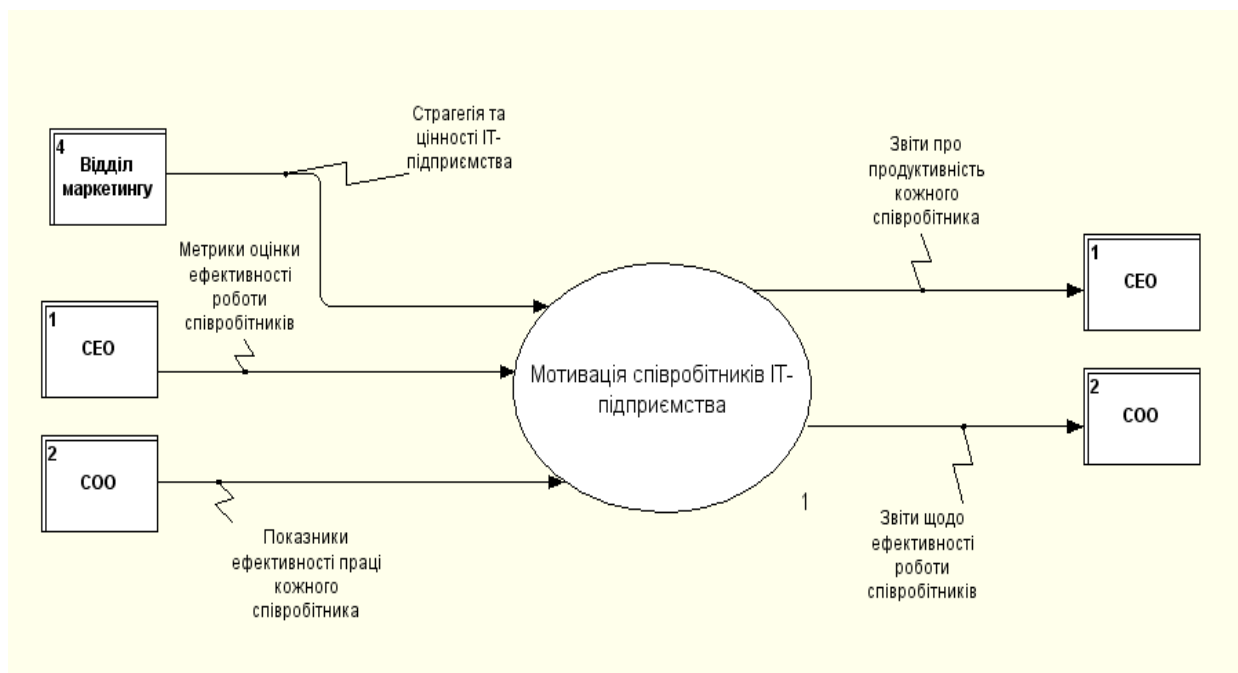 Страгегія та
цінності ІТ-
підприємства
4
Відділ
маркетингу
Звіти про
продуктивність
кожного
співробітника
Метрики оцінки
ефективності
роботи
співробітників
1
CEO
1
CEO
Мотивація співробітників ІТ-
підприємства
2
COO
2
COO
1
Показники
ефективності праці
кожного
співробітника
Звіти щодо
ефективності
роботи
співробітників